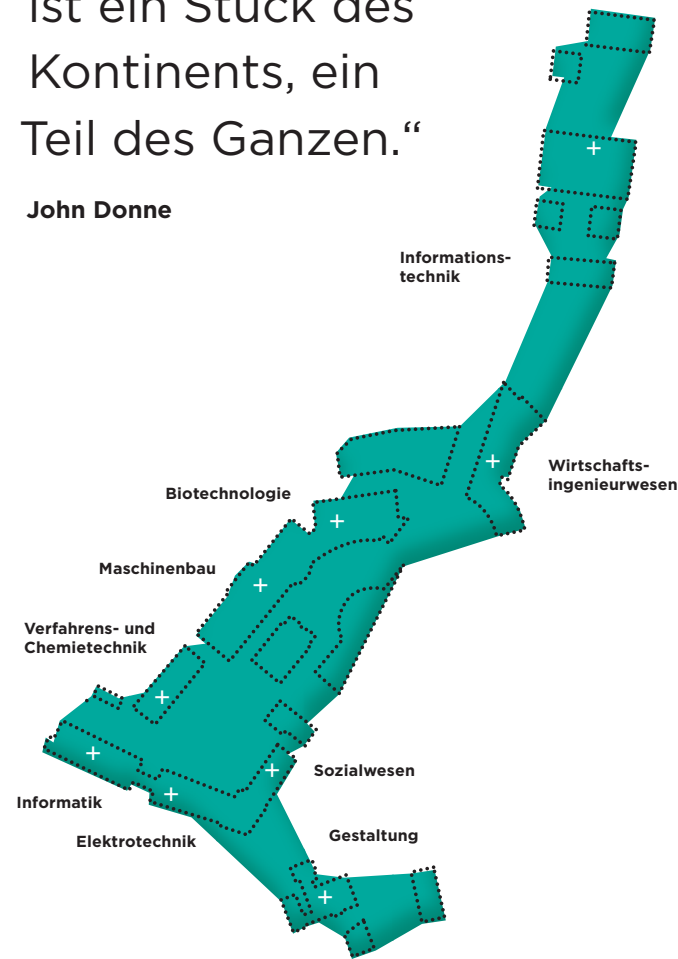 ist ein Stück des
Kontinents, ein
Teil des Ganzen.“
John Donne
Informations-
technik
Wirtschafts-
ingenieurwesen
Biotechnologie
Maschinenbau
Verfahrens- und
Chemietechnik
Sozialwesen
Informatik
Elektrotechnik
Gestaltung